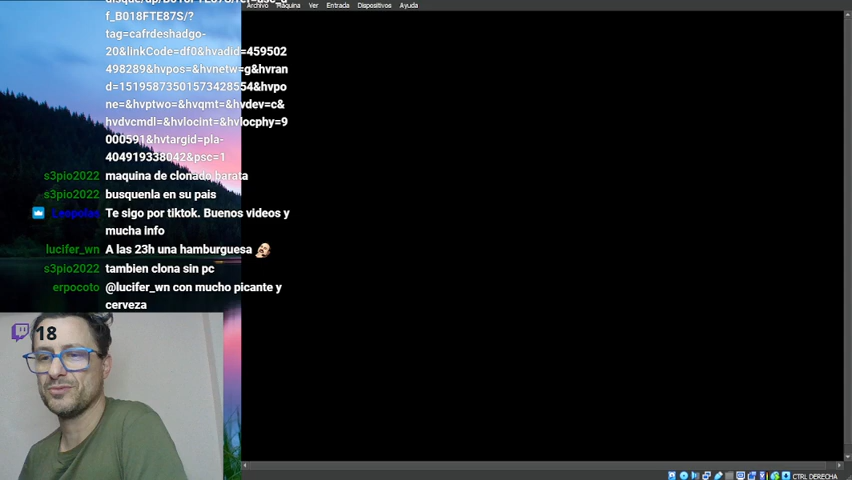 Archivo Máquina Ver Entrada Dispositivos Ayuda
f_B018FTE87S/?
tag=cafrdeshadgo-
20&linkCode=df0&hvadid=459502
498289&hvpos=&hvnetw=g&hvran
d=15195873501573428554&hvpo
ne=&hvptwo=&hvqmt=&hvdev=c&
hvdvcmdl=&hvlocint=&hvlocphy=9
000591&hvtargid=pla-
404919338042&psc=1
s3pio2022 maquina de clonado barata
s3pio2022 busquenla en su pais
Leopolas Te sigo por tiktok. Buenos videos y
mucha info
lucifer_wn A las 23h una hamburguesa
s3pio2022 tambien clona sin pc
erpocoto @lucifer_wn con mucho picante y
cerveza
18
CTRL DERECHA